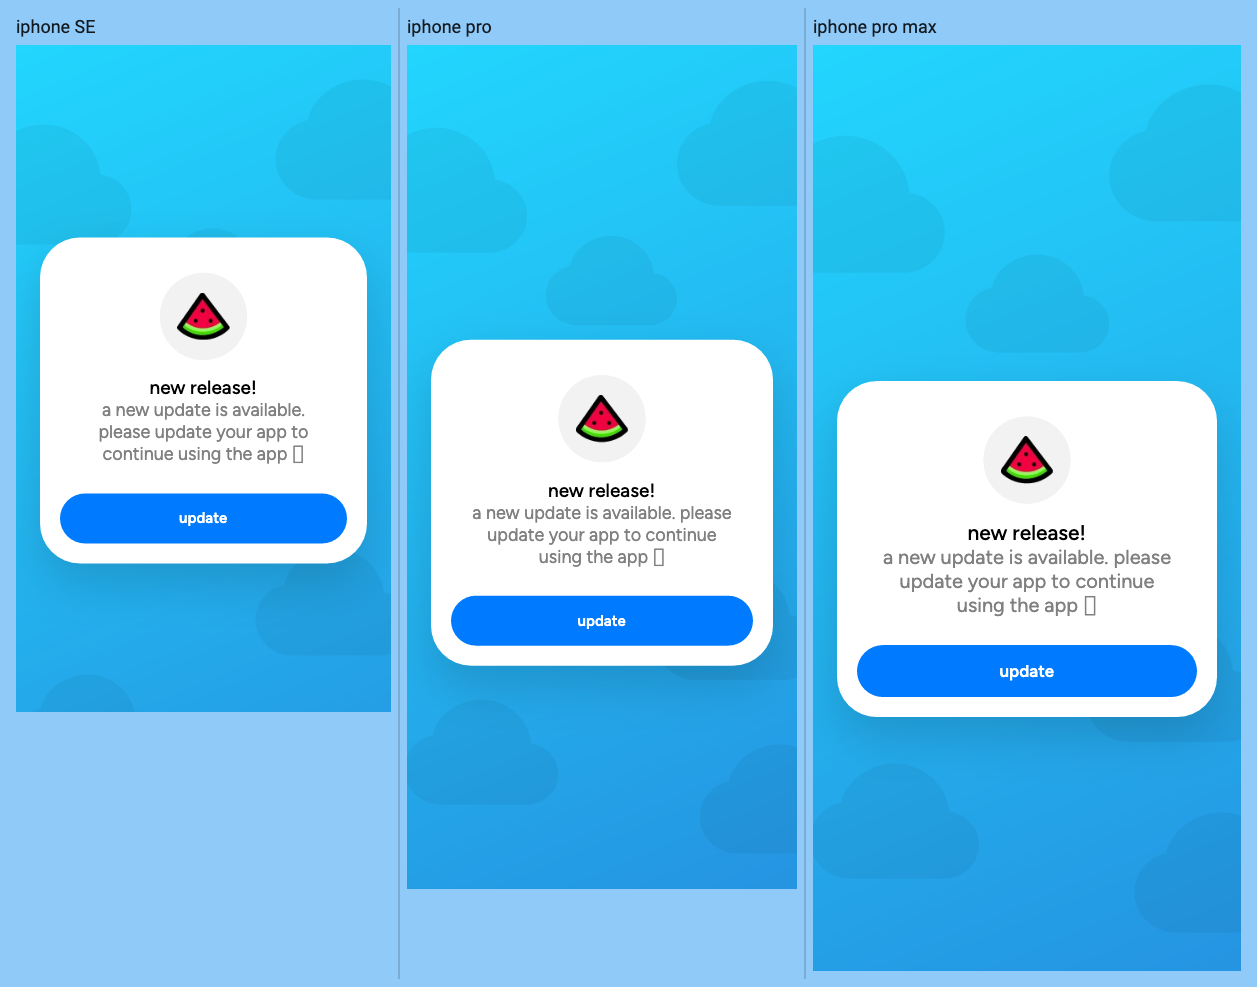 iphone SE
new release!
a new update is available.
please update your app to
continue using the app ▯
update
iphone pro
new release!
a new update is available. please
update your app to continue
using the app ▯
update
iphone pro max
new release!
a new update is available. please
update your app to continue
using the app ▯
update